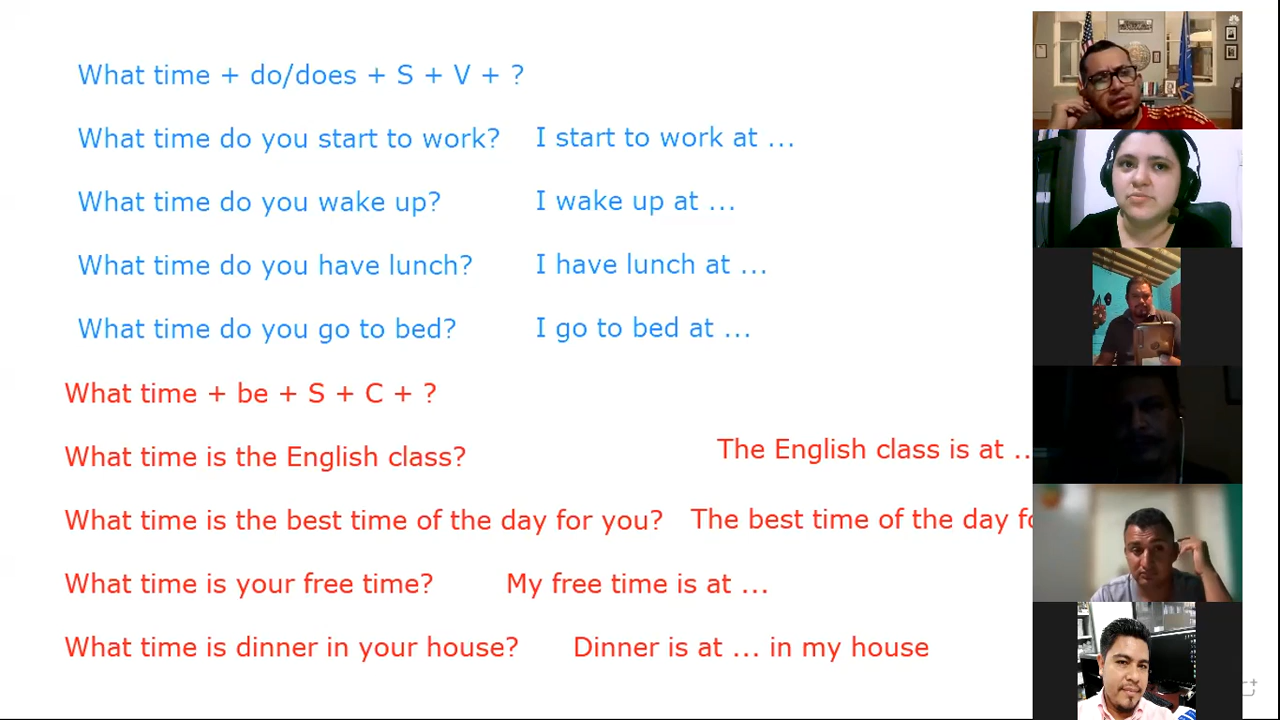 What time + do/does + S + V + ?
What time do you start to work? I start to work at ...
What time do you wake up? I wake up at ...
What time do you have lunch? I have lunch at ...
What time do you go to bed? I go to bed at ...
What time + be + S + C + ?
What time is the English class? The English class is at ..
What time is the best time of the day for you? The best time of the day
What time is your free time? My free time is at ...
What time is dinner in your house? Dinner is at ... in my house